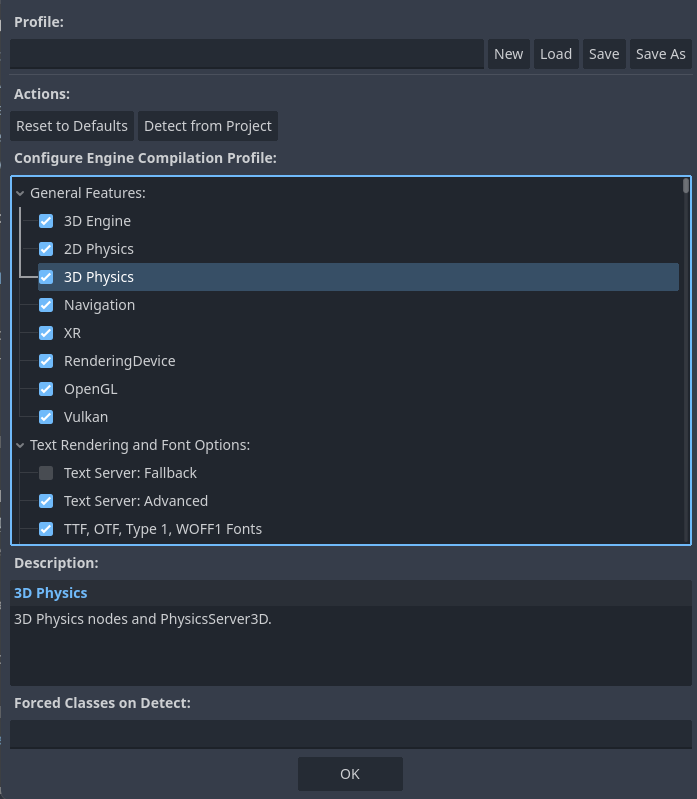 Profile:
New Load Save Save As
Actions:
Reset to Defaults Detect from Project
Configure Engine Compilation Profile:
General Features:
3D Engine
2D Physics
3D Physics
Navigation
XR
RenderingDevice
OpenGL
Vulkan
Text Rendering and Font Options:
Text Server: Fallback
Text Server: Advanced
TTF, OTF, Type 1, WOFF1 Fonts
Description:
3D Physics
3D Physics nodes and PhysicsServer3D.
Forced Classes on Detect:
OK